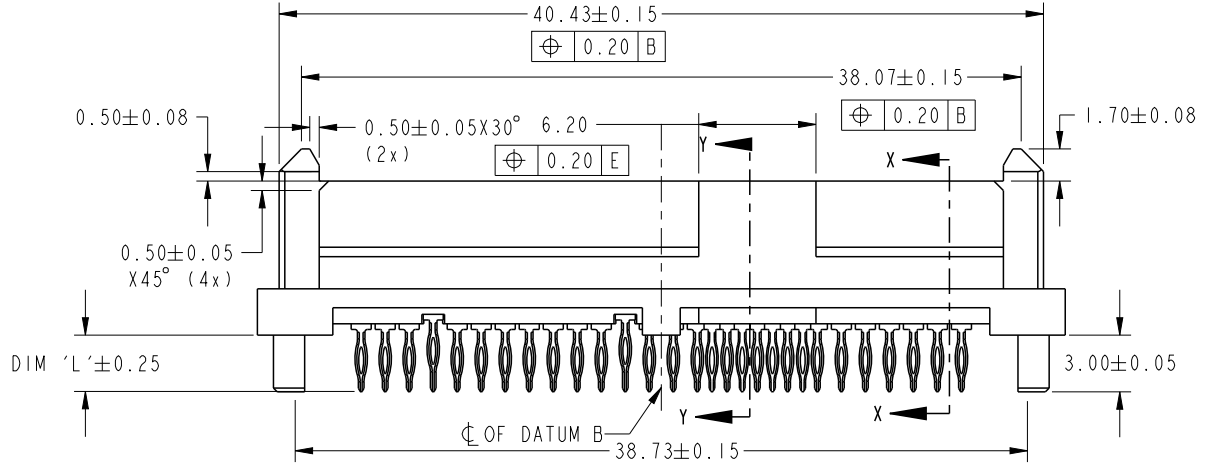 40.43±0.15
⌖ 0.20 B
38.07±0.15
⌖ 0.20 B
0.50±0.08
0.50±0.05X30°
(2x)
6.20
⌖ 0.20 E
1.70±0.08
Y
X
0.50±0.05
X45° (4x)
DIM 'L'±0.25
3.00±0.05
Y
X
℄ OF DATUM B
38.73±0.15